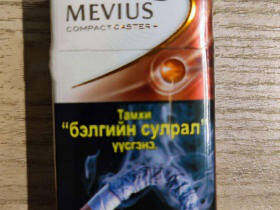 MEVIUS
COMPACT CASTER
Тамхи
“бэлгийн сулрал”
үүсгэнэ.